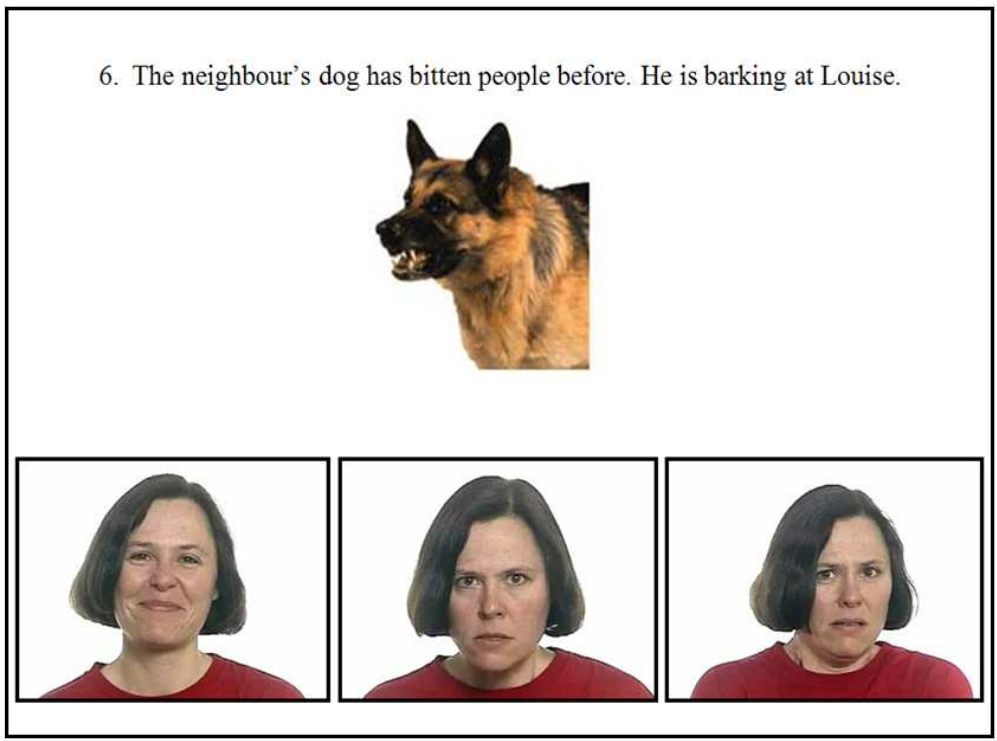 6. The neighbour’s dog has bitten people before. He is barking at Louise.